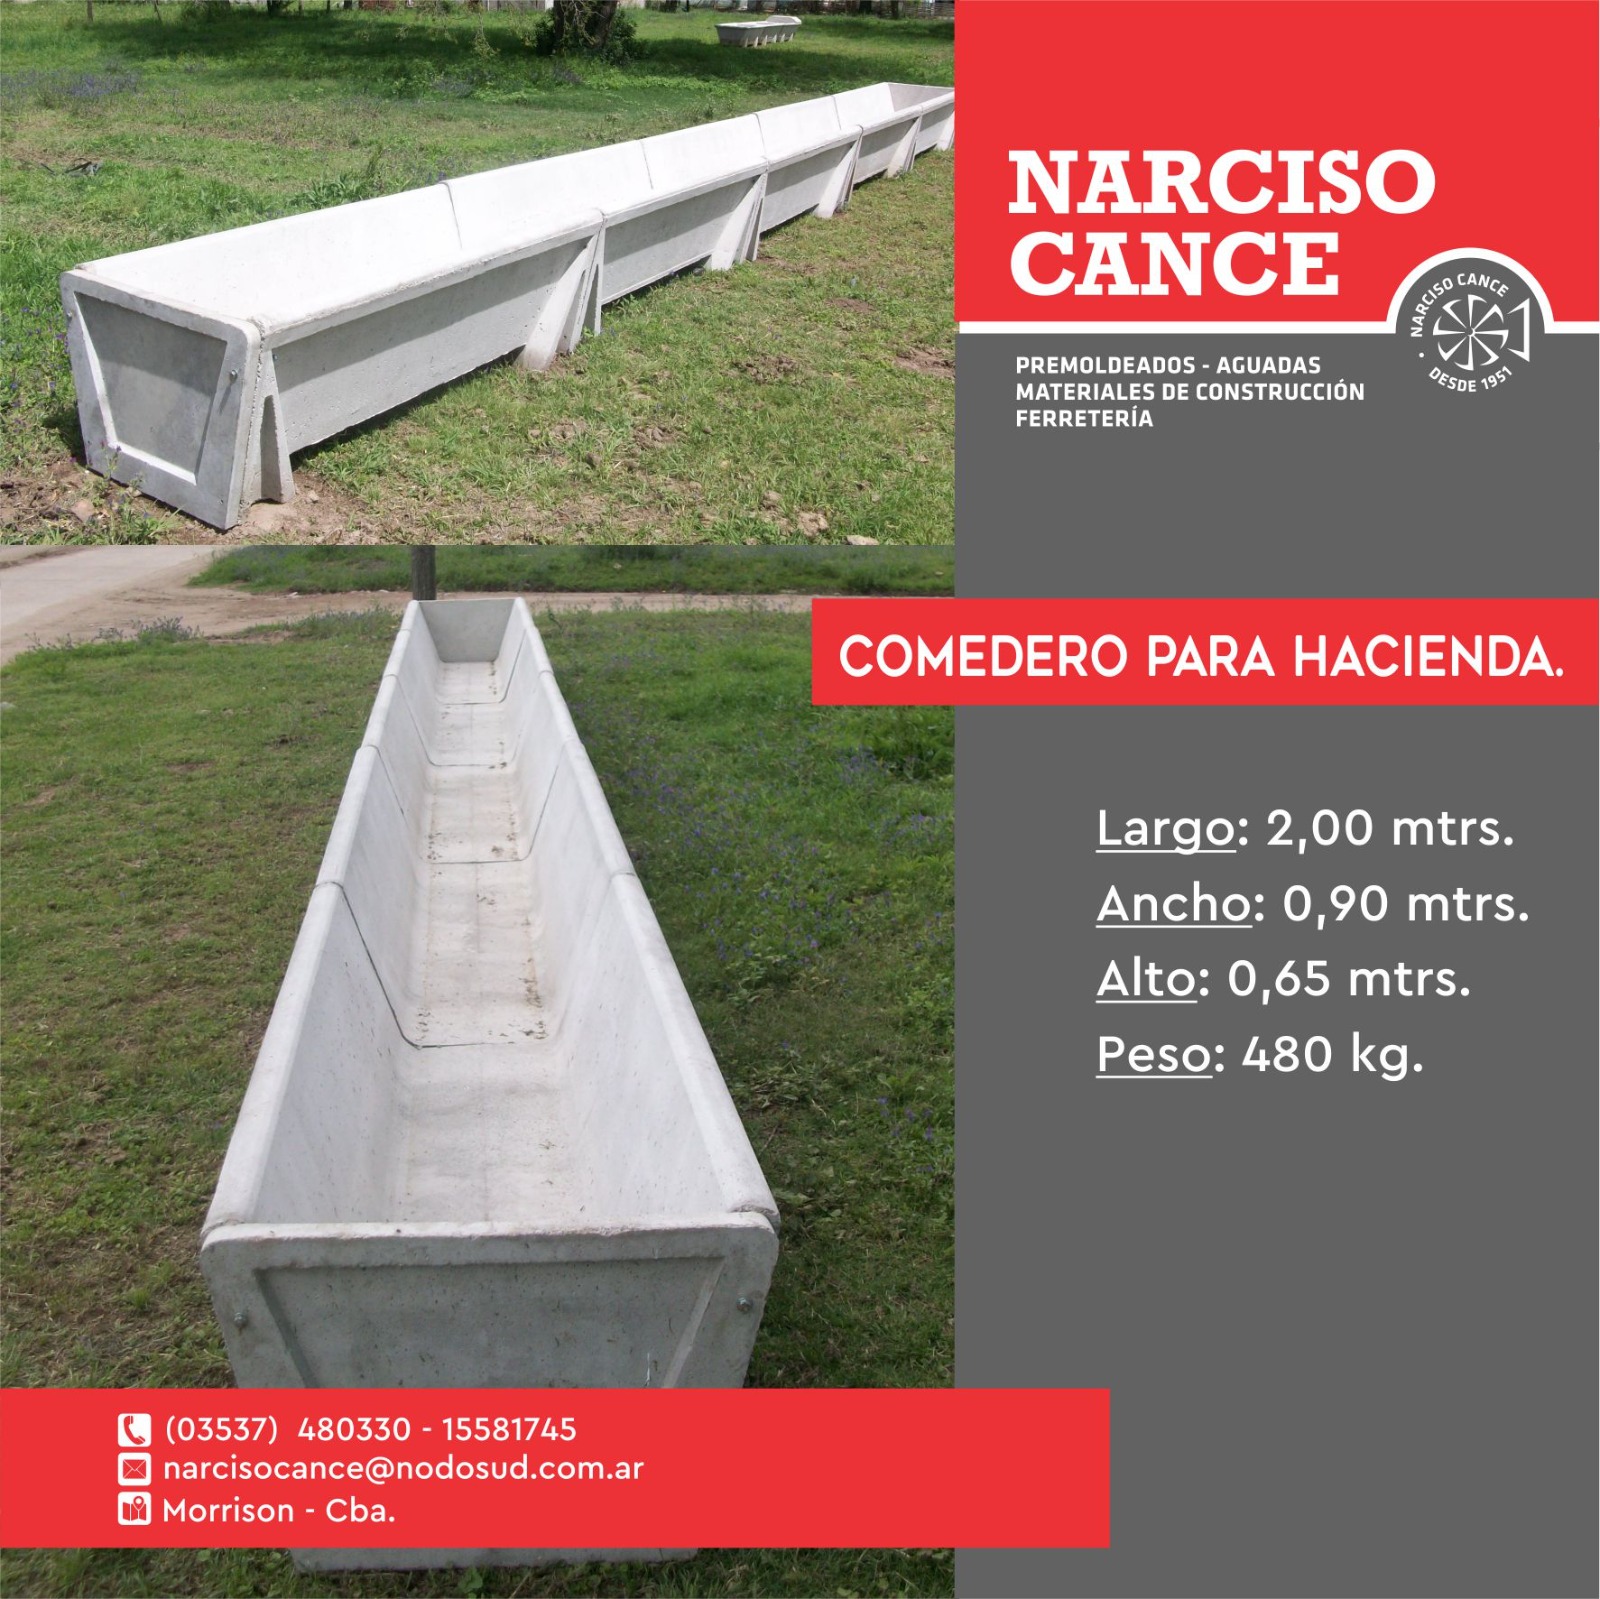 NARCISO
CANCE
NARCISO CANCE
• DESDE 1951
PREMOLDEADOS - AGUADAS
MATERIALES DE CONSTRUCCIÓN
FERRETERÍA
COMEDERO PARA HACIENDA.
Largo: 2,00 mtrs.
Ancho: 0,90 mtrs.
Alto: 0,65 mtrs.
Peso: 480 kg.
(03537) 480330 - 15581745
narcisocance@nodosud.com.ar
Morrison - Cba.